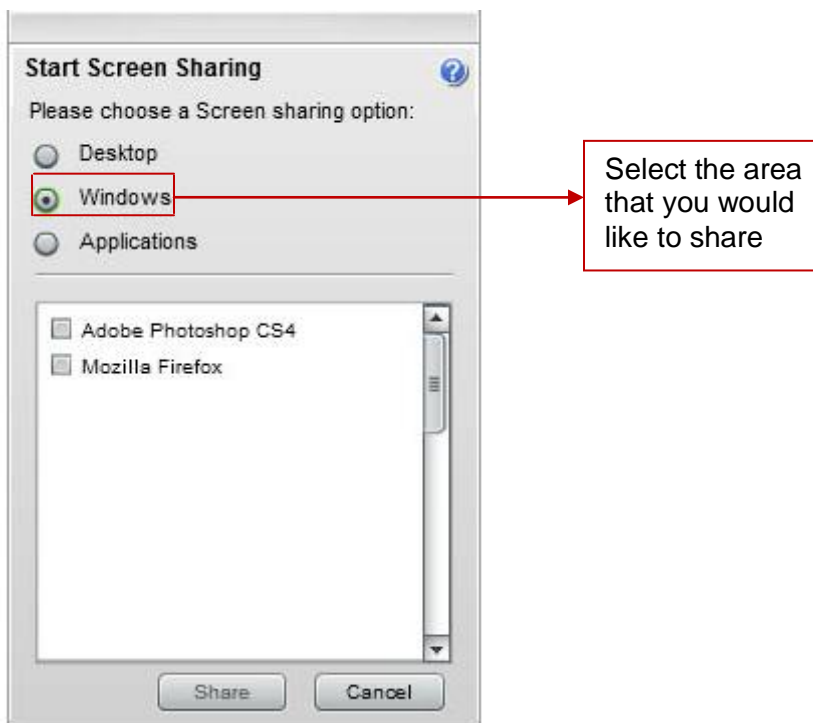 Start Screen Sharing
Please choose a Screen sharing option:
Desktop
Windows
Applications
Select the area
that you would
like to share
Adobe Photoshop CS4
Mozilla Firefox
Share
Cancel